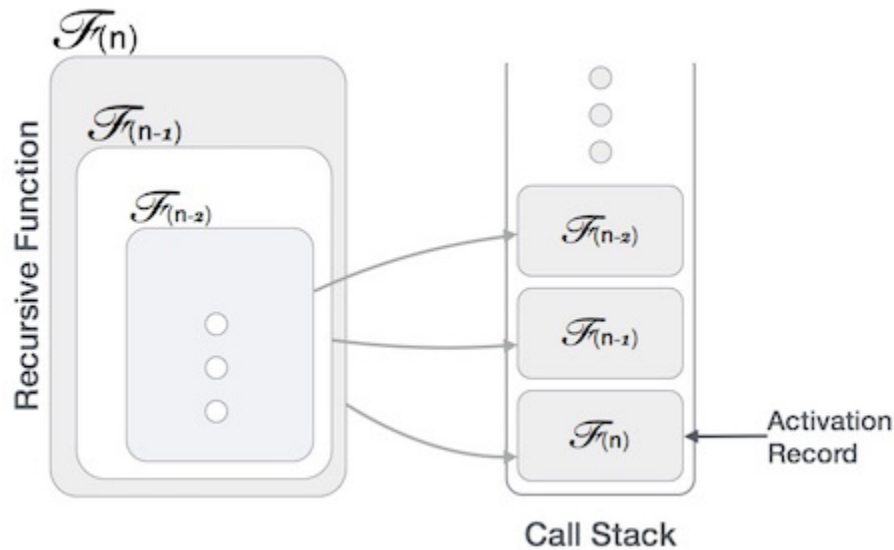 ℱ(n)
ℱ(n-1)
ℱ(n-2)
Recursive Function
ℱ(n-2)
ℱ(n-1)
ℱ(n)
Activation
Record
Call Stack